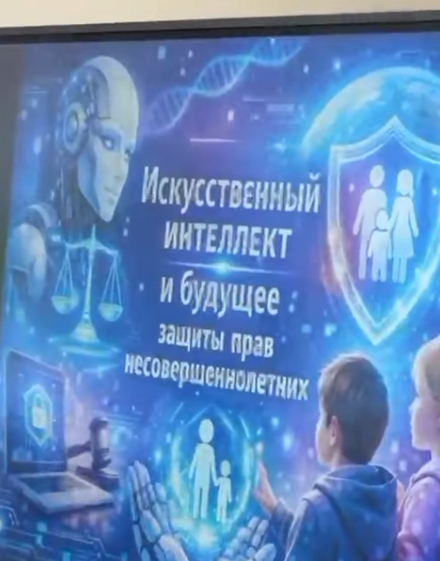 Искусственный
интеллект
и будущее
защиты прав
несовершеннолетних